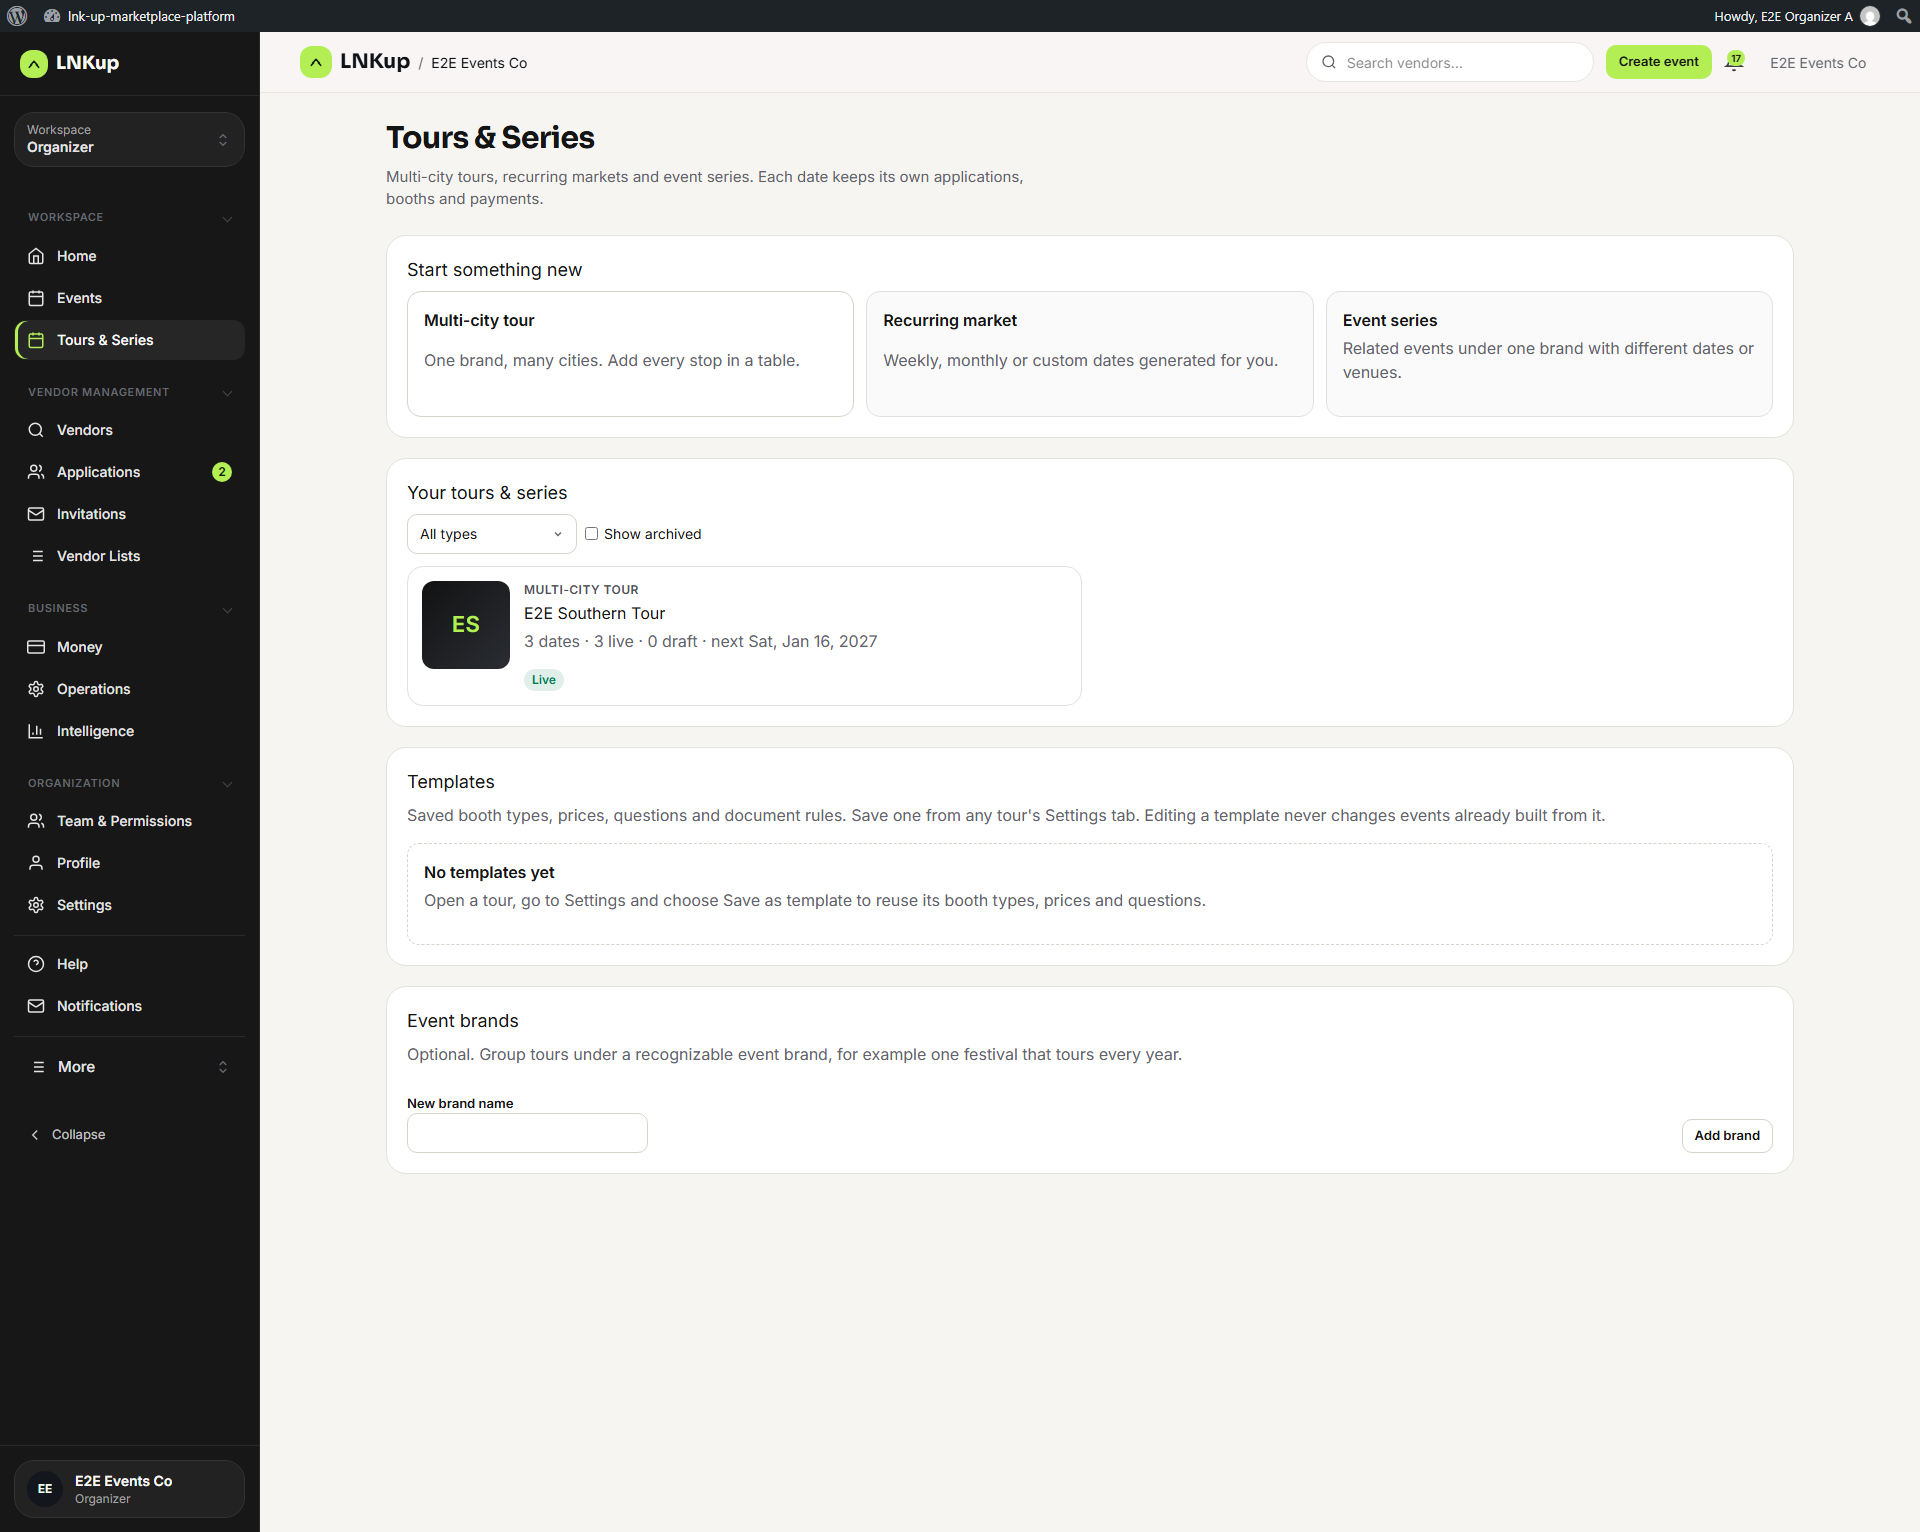 lnk-up-marketplace-platform
Howdy, E2E Organizer A
LNKup
Workspace
Organizer
WORKSPACE
Home
Events
Tours & Series
VENDOR MANAGEMENT
Vendors
Applications 2
Invitations
Vendor Lists
BUSINESS
Money
Operations
Intelligence
ORGANIZATION
Team & Permissions
Profile
Settings
Help
Notifications
More
Collapse
EE
E2E Events Co
Organizer
LNKup / E2E Events Co
Search vendors...
Create event
17
E2E Events Co
Tours & Series
Multi-city tours, recurring markets and event series. Each date keeps its own applications,
booths and payments.
Start something new
Multi-city tour
One brand, many cities. Add every stop in a table.
Recurring market
Weekly, monthly or custom dates generated for you.
Event series
Related events under one brand with different dates or
venues.
Your tours & series
All types
Show archived
ES
MULTI-CITY TOUR
E2E Southern Tour
3 dates · 3 live · 0 draft · next Sat, Jan 16, 2027
Live
Templates
Saved booth types, prices, questions and document rules. Save one from any tour's Settings tab. Editing a template never changes events already built from it.
No templates yet
Open a tour, go to Settings and choose Save as template to reuse its booth types, prices and questions.
Event brands
Optional. Group tours under a recognizable event brand, for example one festival that tours every year.
New brand name
Add brand